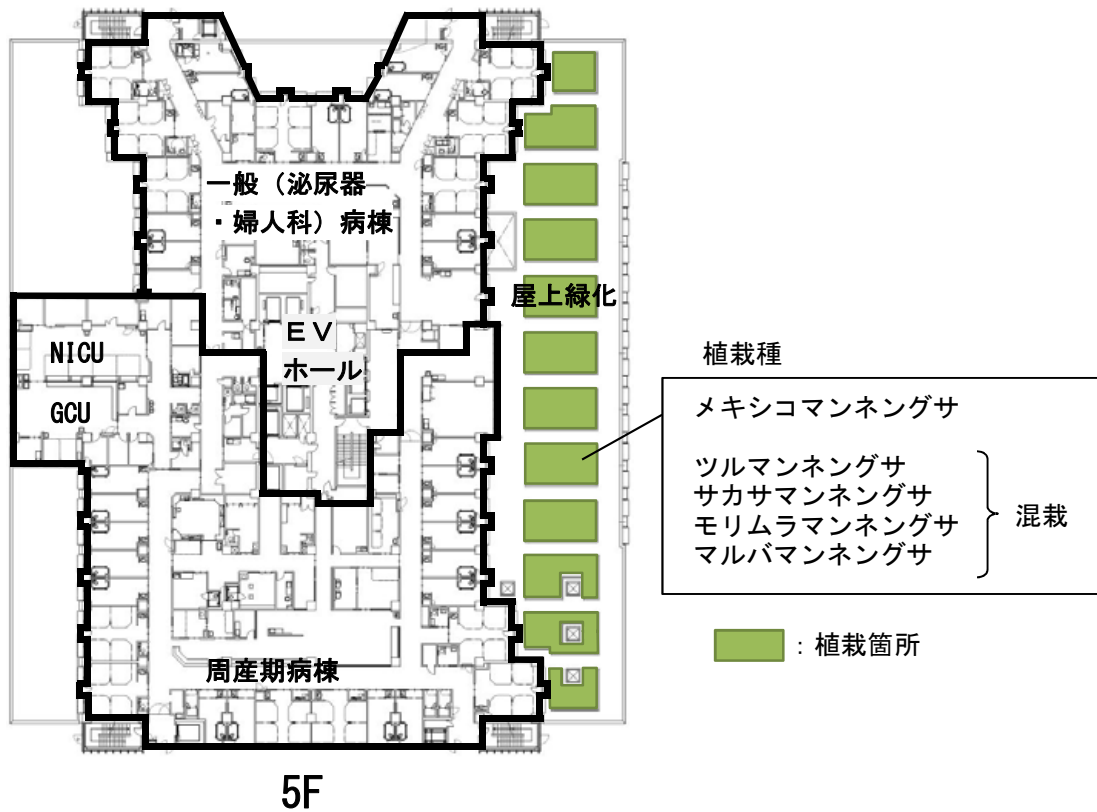 一般（泌尿器
・婦人科）病棟
屋上緑化
EV
ホール
NICU
GCU
周産期病棟
5F
植栽種
メキシコマンネングサ
ツルマンネングサ
サカサマンネングサ
モリムラマンネングサ
マルバマンネングサ
混栽
：植栽箇所